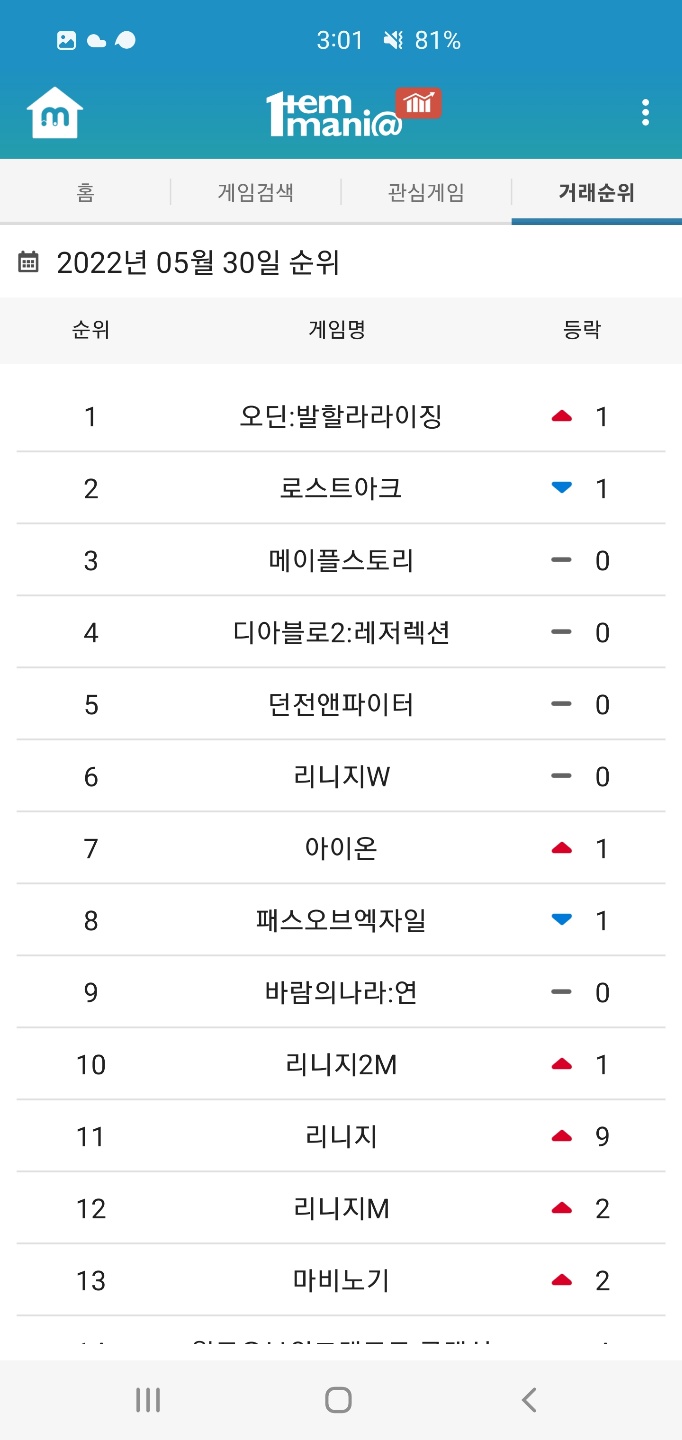 3:01 81%
Item mani@
홈 게임검색 관심게임 거래순위
2022년 05월 30일 순위
순위 게임명 등락
1 오딘:발할라라이징 1
2 로스트아크 1
3 메이플스토리 0
4 디아블로2:레저렉션 0
5 던전앤파이터 0
6 리니지W 0
7 아이온 1
8 패스오브엑자일 1
9 바람의나라:연 0
10 리니지2M 1
11 리니지 9
12 리니지M 2
13 마비노기 2